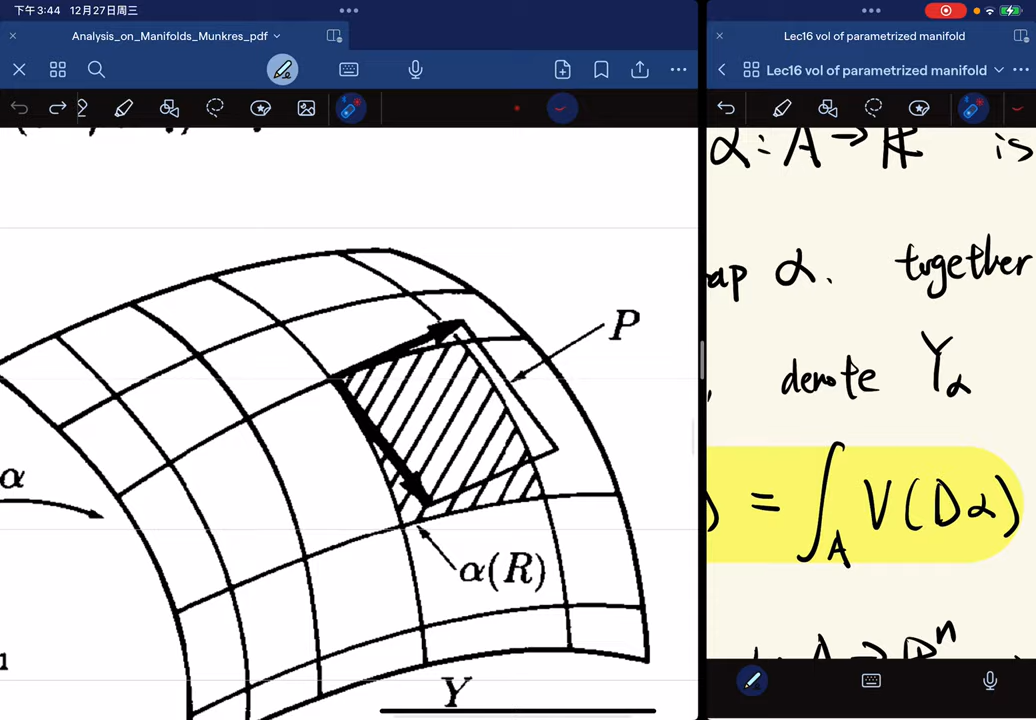 下午3:44 12月27日周三
Analysis_on_Manifolds_Munkres_pdf
P
α
α(R)
Y
Lec16 vol of parametrized manifold
Lec16 vol of parametrized manifold
α : A → ℝ is
ap α. together
denote Y_α
) = ∫_A V(Dα)
A → ℝ^n